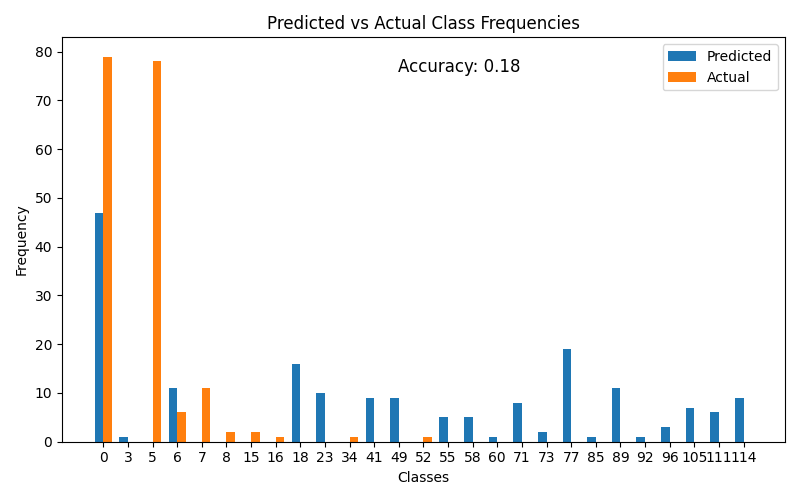 Predicted vs Actual Class Frequencies
Accuracy: 0.18
Predicted
Actual
80
70
60
50
40
30
20
10
0
Frequency
0 3 5 6 7 8 15 16 18 23 34 41 49 52 55 58 60 71 73 77 85 89 92 96 105 111 114
Classes